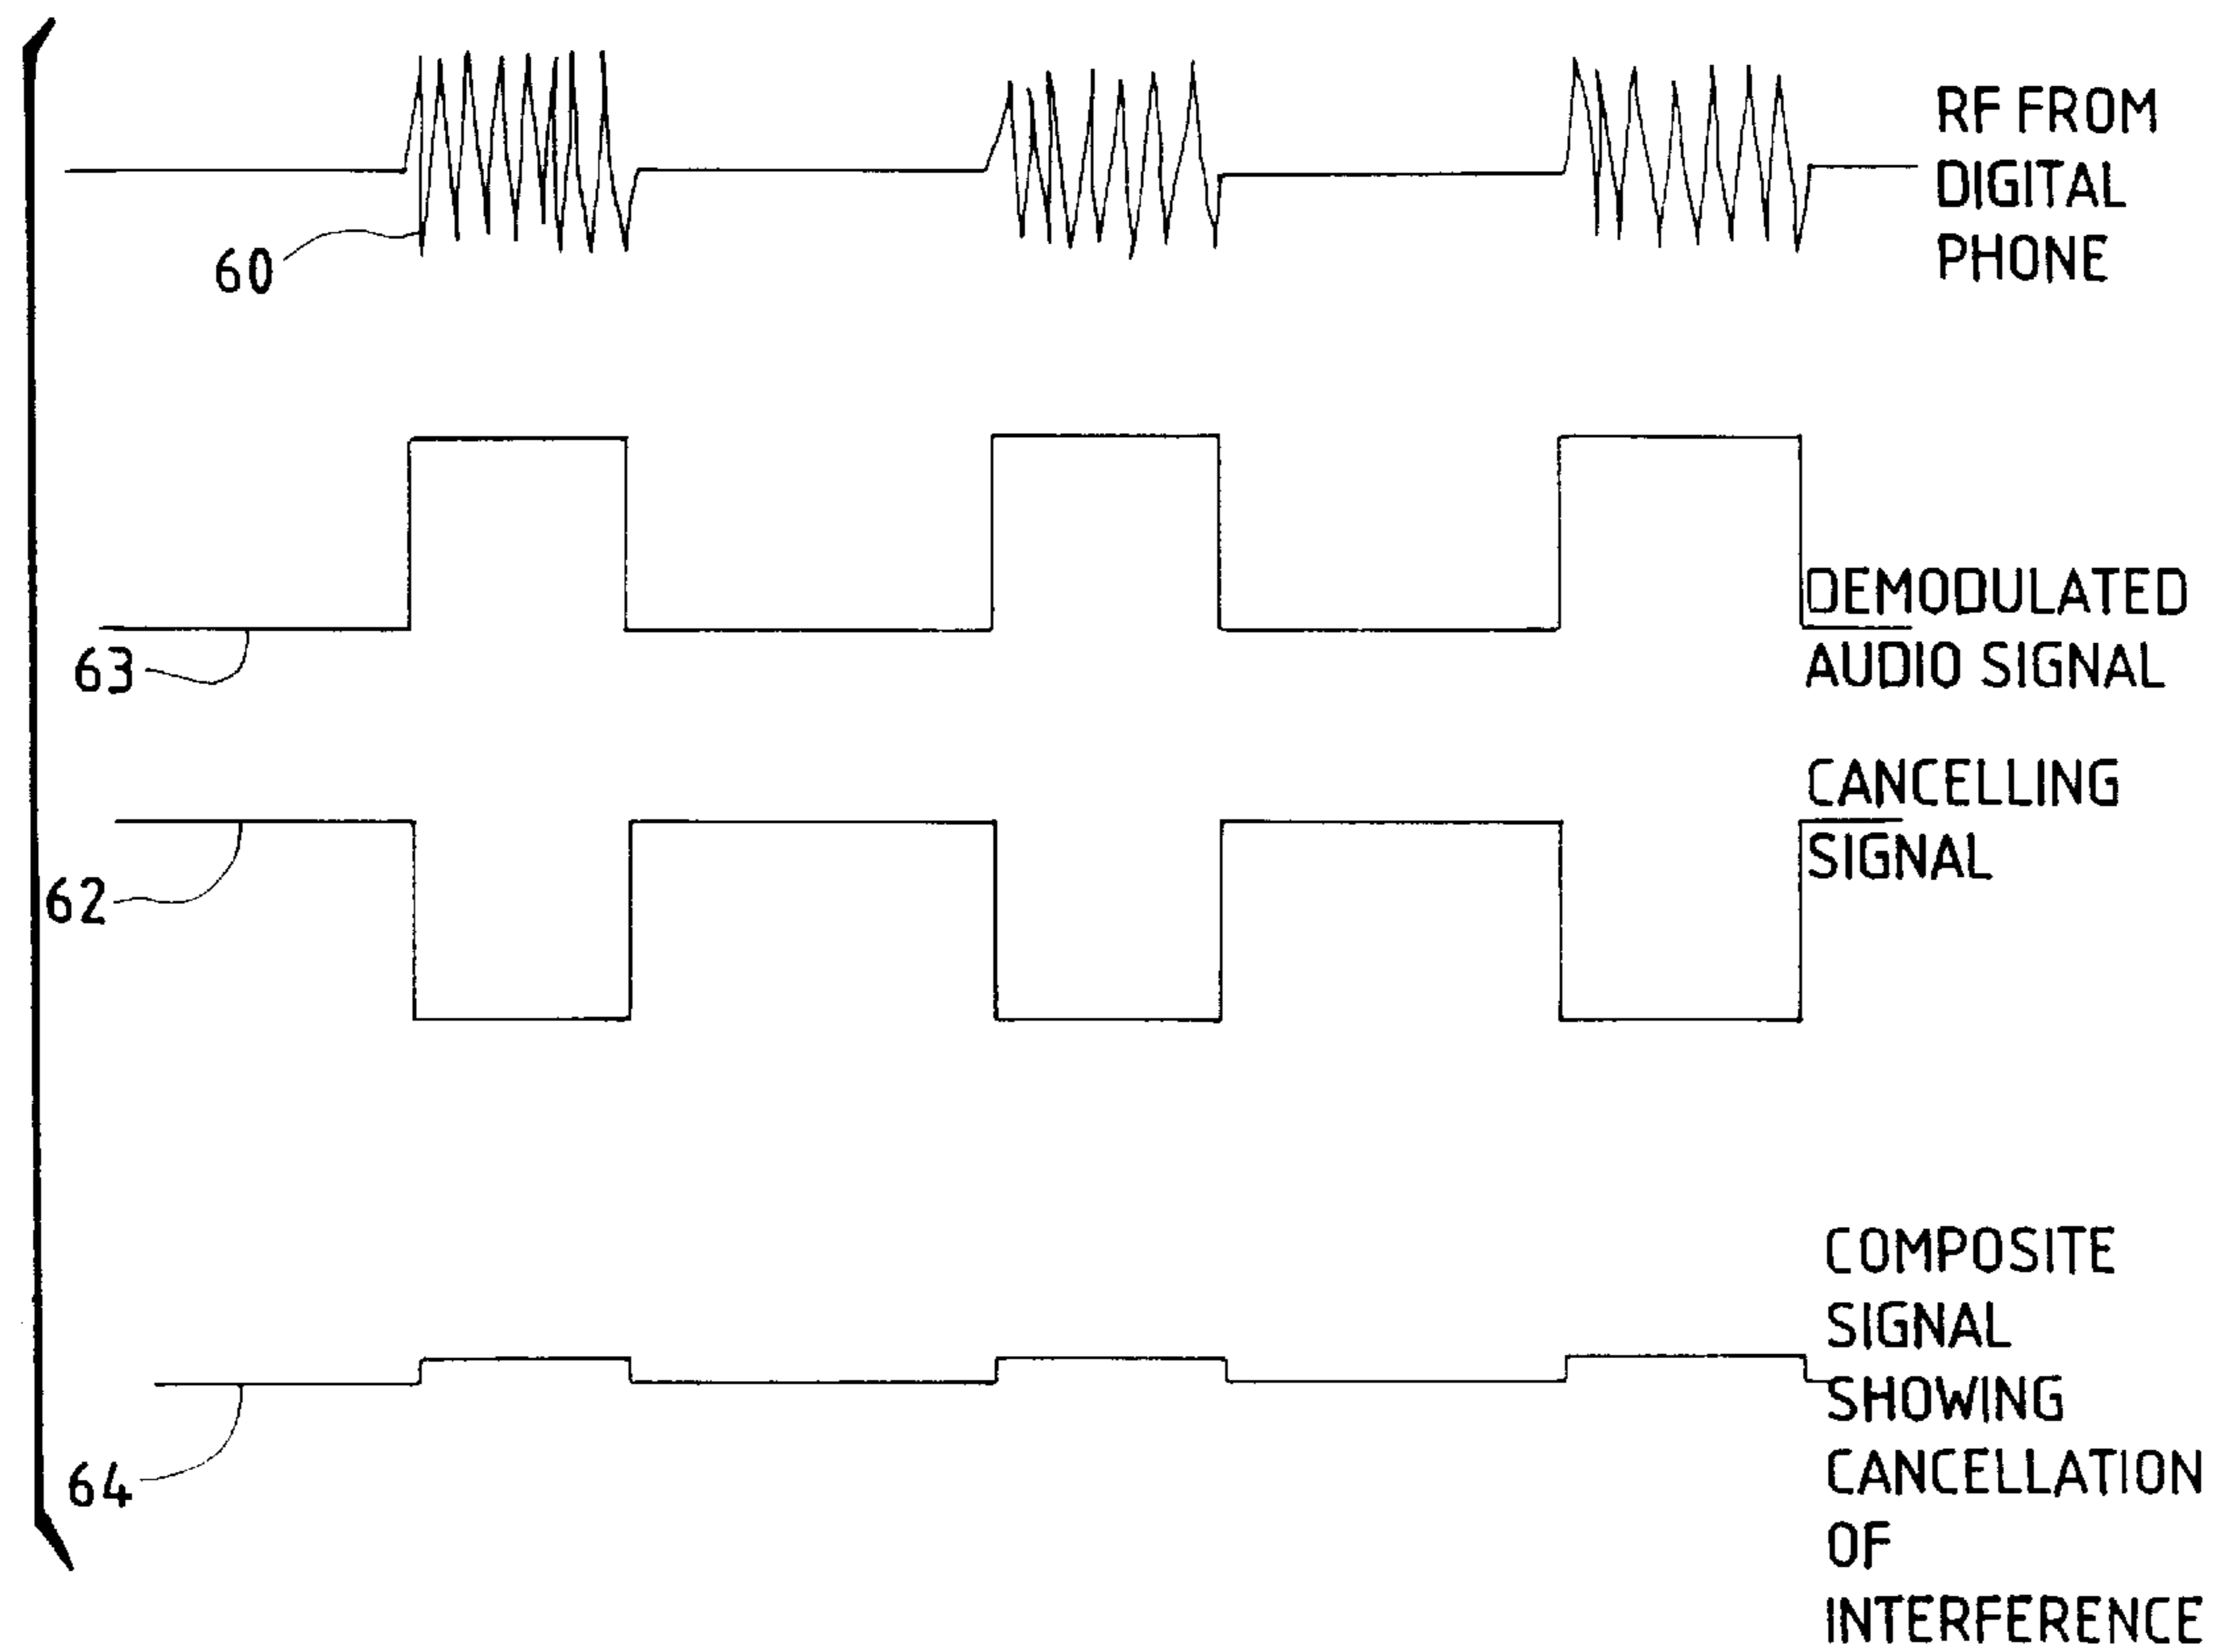 RF FROM
DIGITAL
PHONE
60
DEMODULATED
AUDIO SIGNAL
63
CANCELLING
SIGNAL
62
COMPOSITE
SIGNAL
SHOWING
CANCELLATION
OF
INTERFERENCE
64